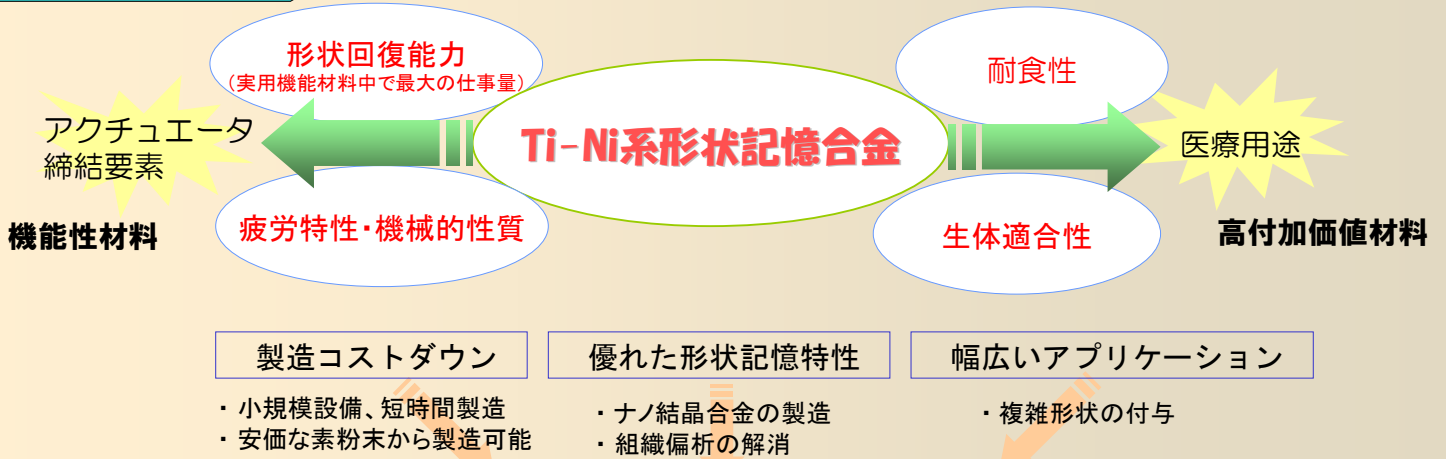 形状回復能力
（実用機能材料中で最大の仕事量）
耐食性
Ti-Ni系形状記憶合金
アクチュエータ
締結要素
医療用途
疲労特性・機械的性質
生体適合性
機能性材料
高付加価値材料
製造コストダウン
・小規模設備、短時間製造
・安価な素粉末から製造可能
優れた形状記憶特性
・ナノ結晶合金の製造
・組織偏析の解消
幅広いアプリケーション
・複雑形状の付与